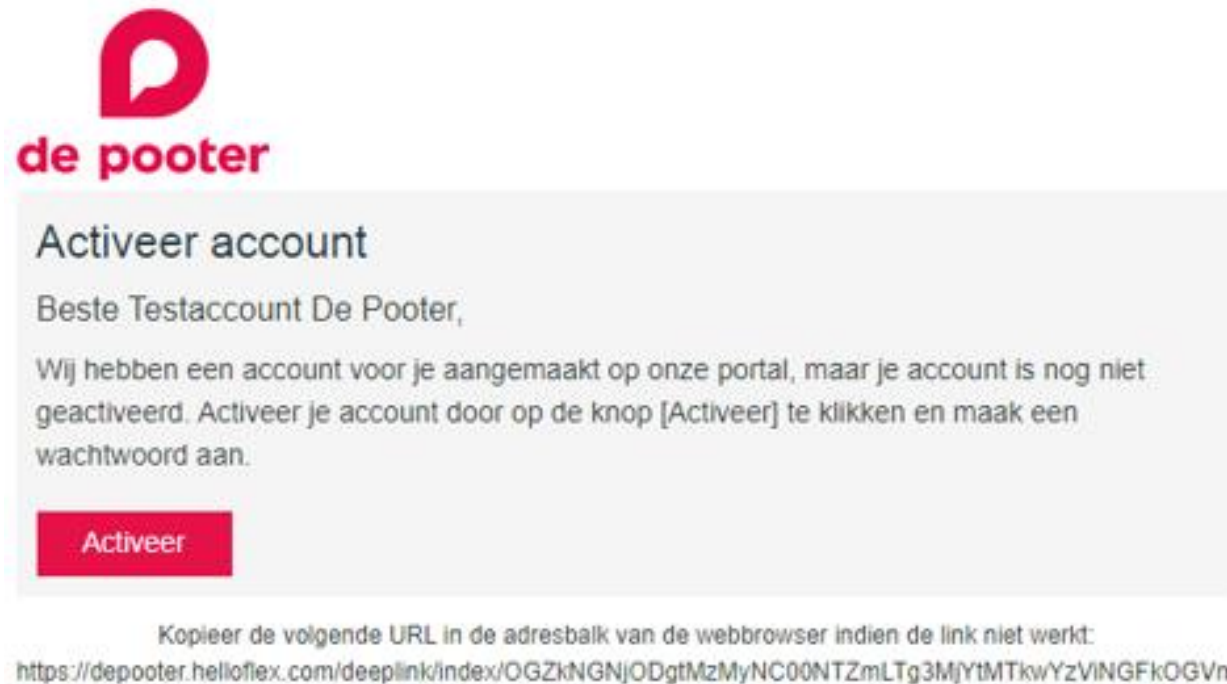 de pooter
Activeer account
Beste Testaccount De Pooter,
Wij hebben een account voor je aangemaakt op onze portal, maar je account is nog niet
geactiveerd. Activeer je account door op de knop [Activeer] te klikken en maak een
wachtwoord aan.
Activeer
Kopieer de volgende URL in de adresbalk van de webbrowser indien de link niet werkt:
https://depooter.helloflex.com/deeplink/index/OGZkNGNjODgtMzMyNC00NTZmLTg3MjYtMTkwYzViNGFkOGVn